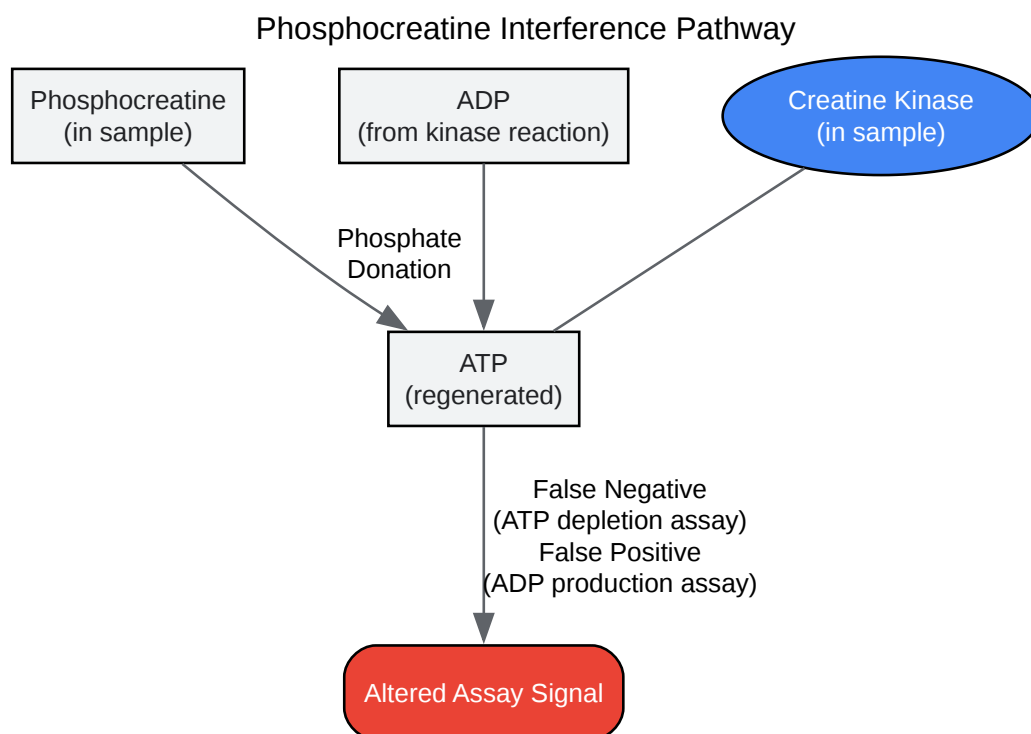 Phosphocreatine Interference Pathway
Phosphocreatine
(in sample)
ADP
(from kinase reaction)
Creatine Kinase
(in sample)
Phosphate
Donation
ATP
(regenerated)
False Negative
(ATP depletion assay)
False Positive
(ADP production assay)
Altered Assay Signal